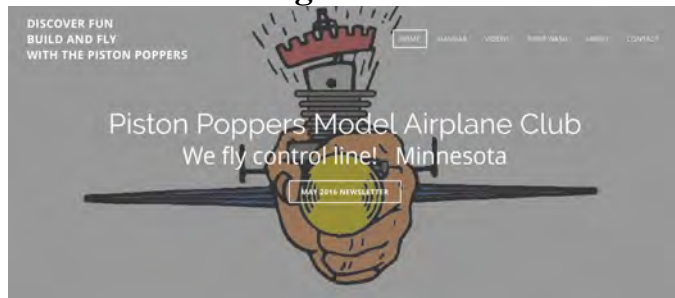 DISCOVER FUN
BUILD AND FLY
WITH THE PISTON POPPERS
HOME HANGAR VIDEOS ABOUT CONTACT
Piston Poppers Model Airplane Club
We fly control line! Minnesota
MAY 2016 NEWSLETTER